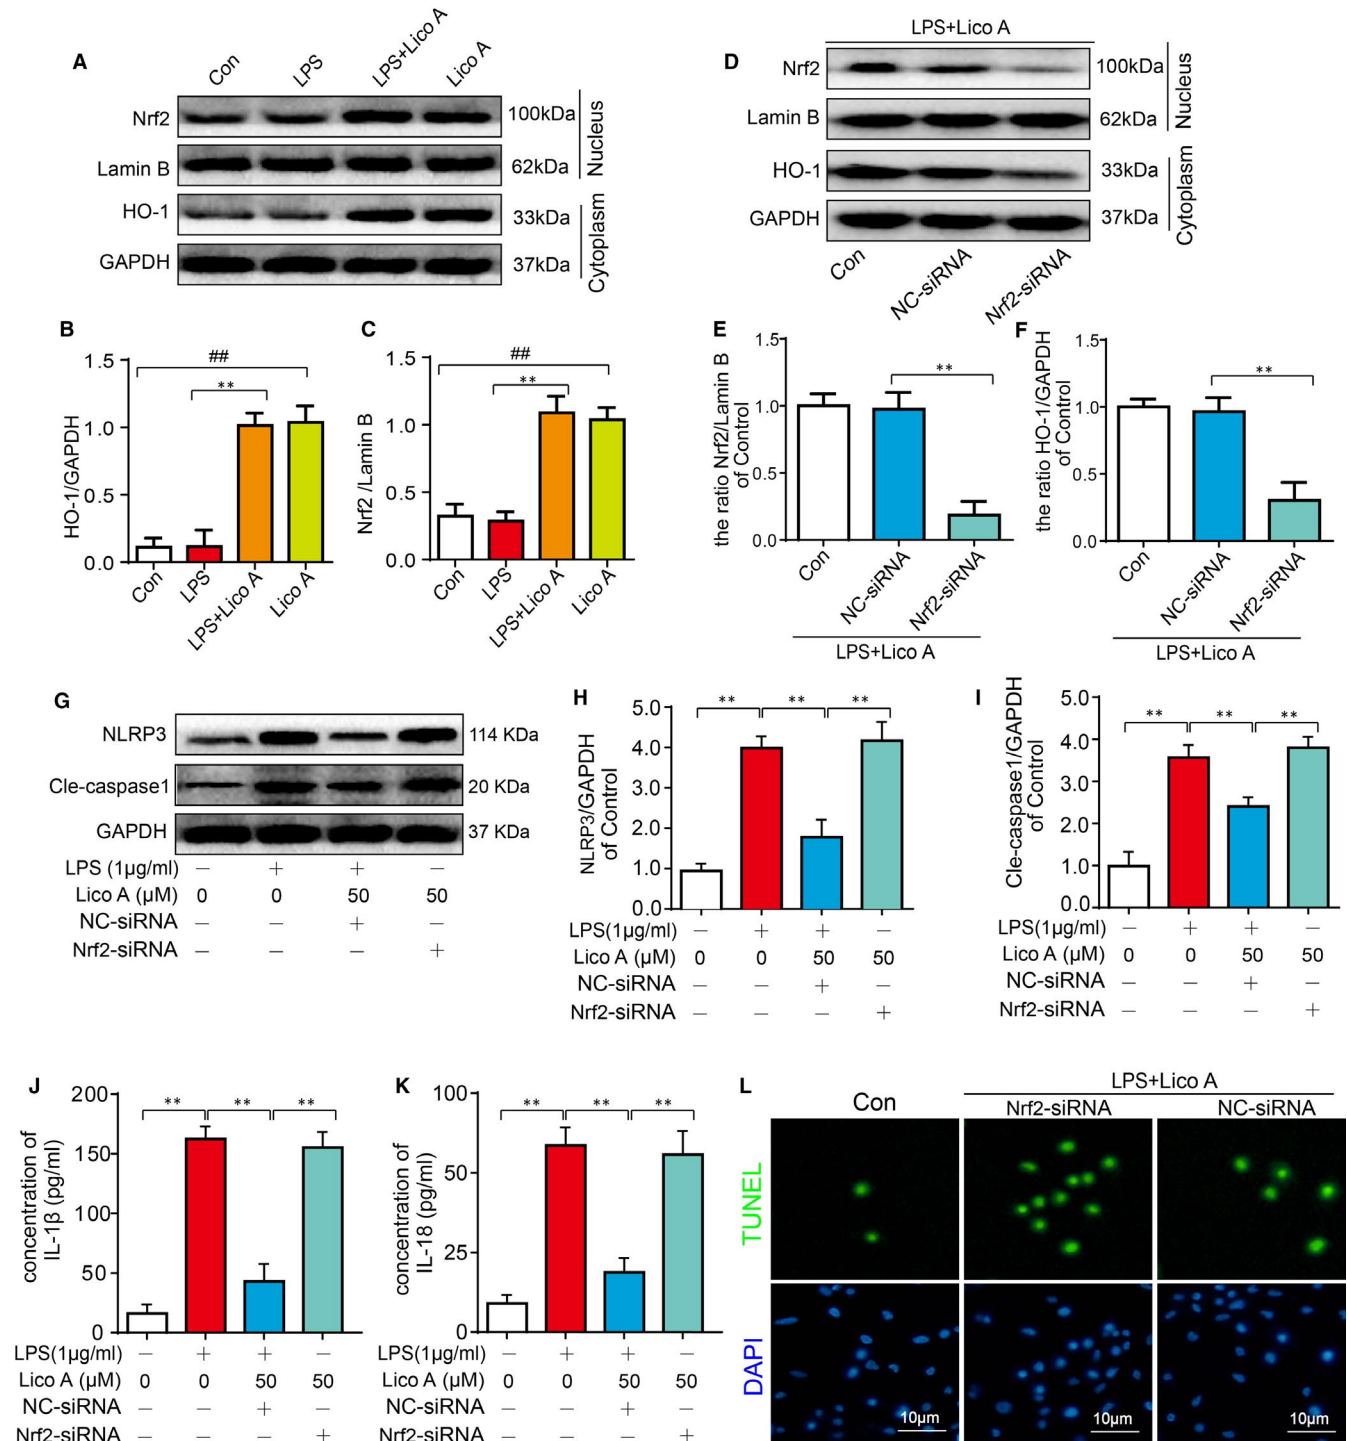 A
Con LPS LPS+Lico A Lico A
Nrf2 100kDa
Lamin B 62kDa
Nucleus
HO-1 33kDa
GAPDH 37kDa
Cytoplasm
D
LPS+Lico A
Nrf2 100kDa
Lamin B 62kDa
Nucleus
HO-1 33kDa
GAPDH 37kDa
Cytoplasm
Con NC-siRNA Nrf2-siRNA
B
HO-1/GAPDH
1.5
1.0
0.5
0.0
##
**
Con LPS LPS+Lico A Lico A
C
Nrf2 /Lamin B
1.5
1.0
0.5
0.0
##
**
Con LPS LPS+Lico A Lico A
E
the ratio Nrf2/Lamin B
of Control
1.5
1.0
0.5
0.0
**
Con NC-siRNA Nrf2-siRNA
LPS+Lico A
F
the ratio HO-1/GAPDH
of Control
1.5
1.0
0.5
0.0
**
Con NC-siRNA Nrf2-siRNA
LPS+Lico A
G
NLRP3 114 KDa
Cle-caspase1 20 KDa
GAPDH 37 KDa
LPS (1µg/ml) – + + –
Lico A (µM) 0 0 50 50
NC-siRNA – – + –
Nrf2-siRNA – – – +
H
NLRP3/GAPDH
of Control
5.0
4.0
3.0
2.0
1.0
0.0
** ** **
LPS(1µg/ml) – + + –
Lico A (µM) 0 0 50 50
NC-siRNA – – + –
Nrf2-siRNA – – – +
I
Cle-caspase1/GAPDH
of Control
5.0
4.0
3.0
2.0
1.0
0.0
** ** **
LPS(1µg/ml) – + + –
Lico A (µM) 0 0 50 50
NC-siRNA – – + –
Nrf2-siRNA – – – +
J
concentration of
IL-1β (pg/ml)
200
150
100
50
0
** ** **
LPS(1µg/ml) – + + –
Lico A (µM) 0 0 50 50
NC-siRNA – – + –
Nrf2-siRNA – – – +
K
concentration of
IL-18 (pg/ml)
100
50
25
0
** ** **
LPS(1µg/ml) – + + –
Lico A (µM) 0 0 50 50
NC-siRNA – – + –
Nrf2-siRNA – – – +
L
LPS+Lico A
Con Nrf2-siRNA NC-siRNA
TUNEL
DAPI
10µm 10µm 10µm